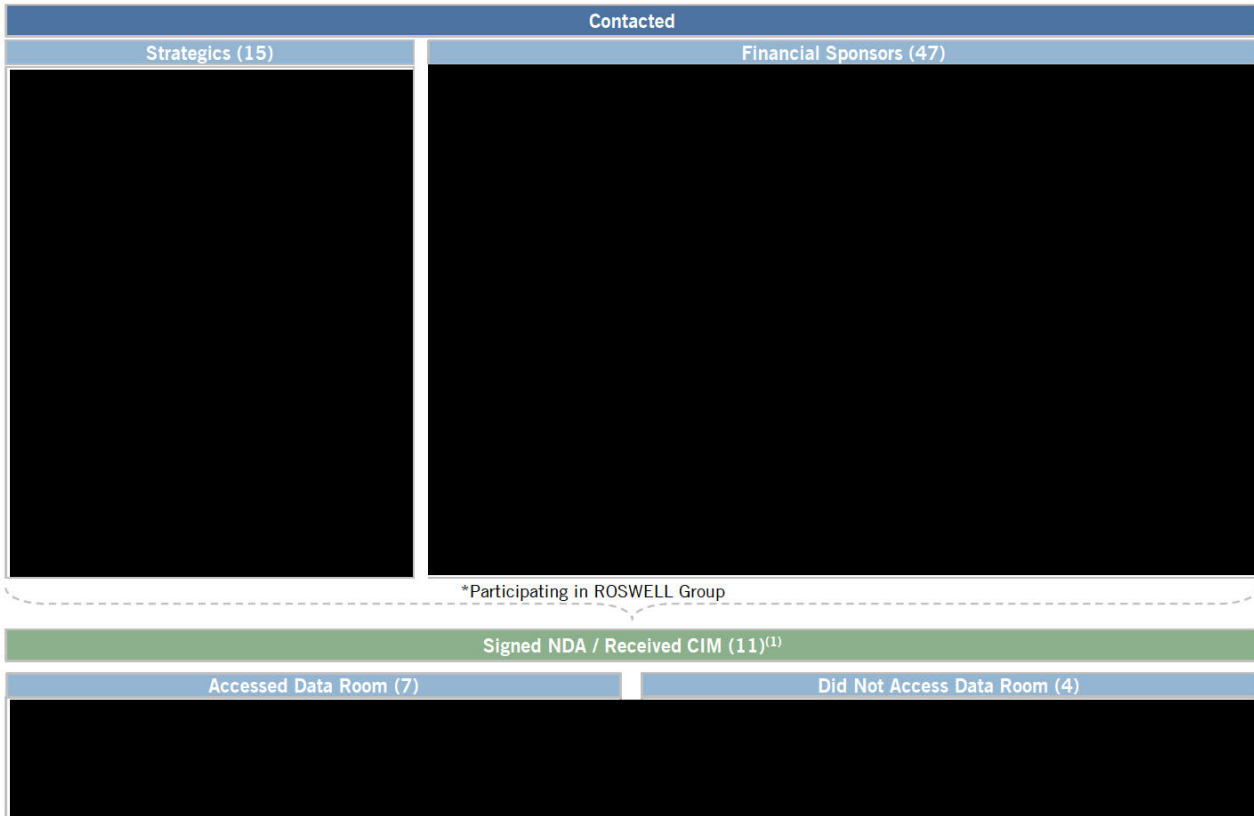 Contacted
Strategics (15)
Financial Sponsors (47)
*Participating in ROSWELL Group
Signed NDA / Received CIM (11)(1)
Accessed Data Room (7)
Did Not Access Data Room (4)